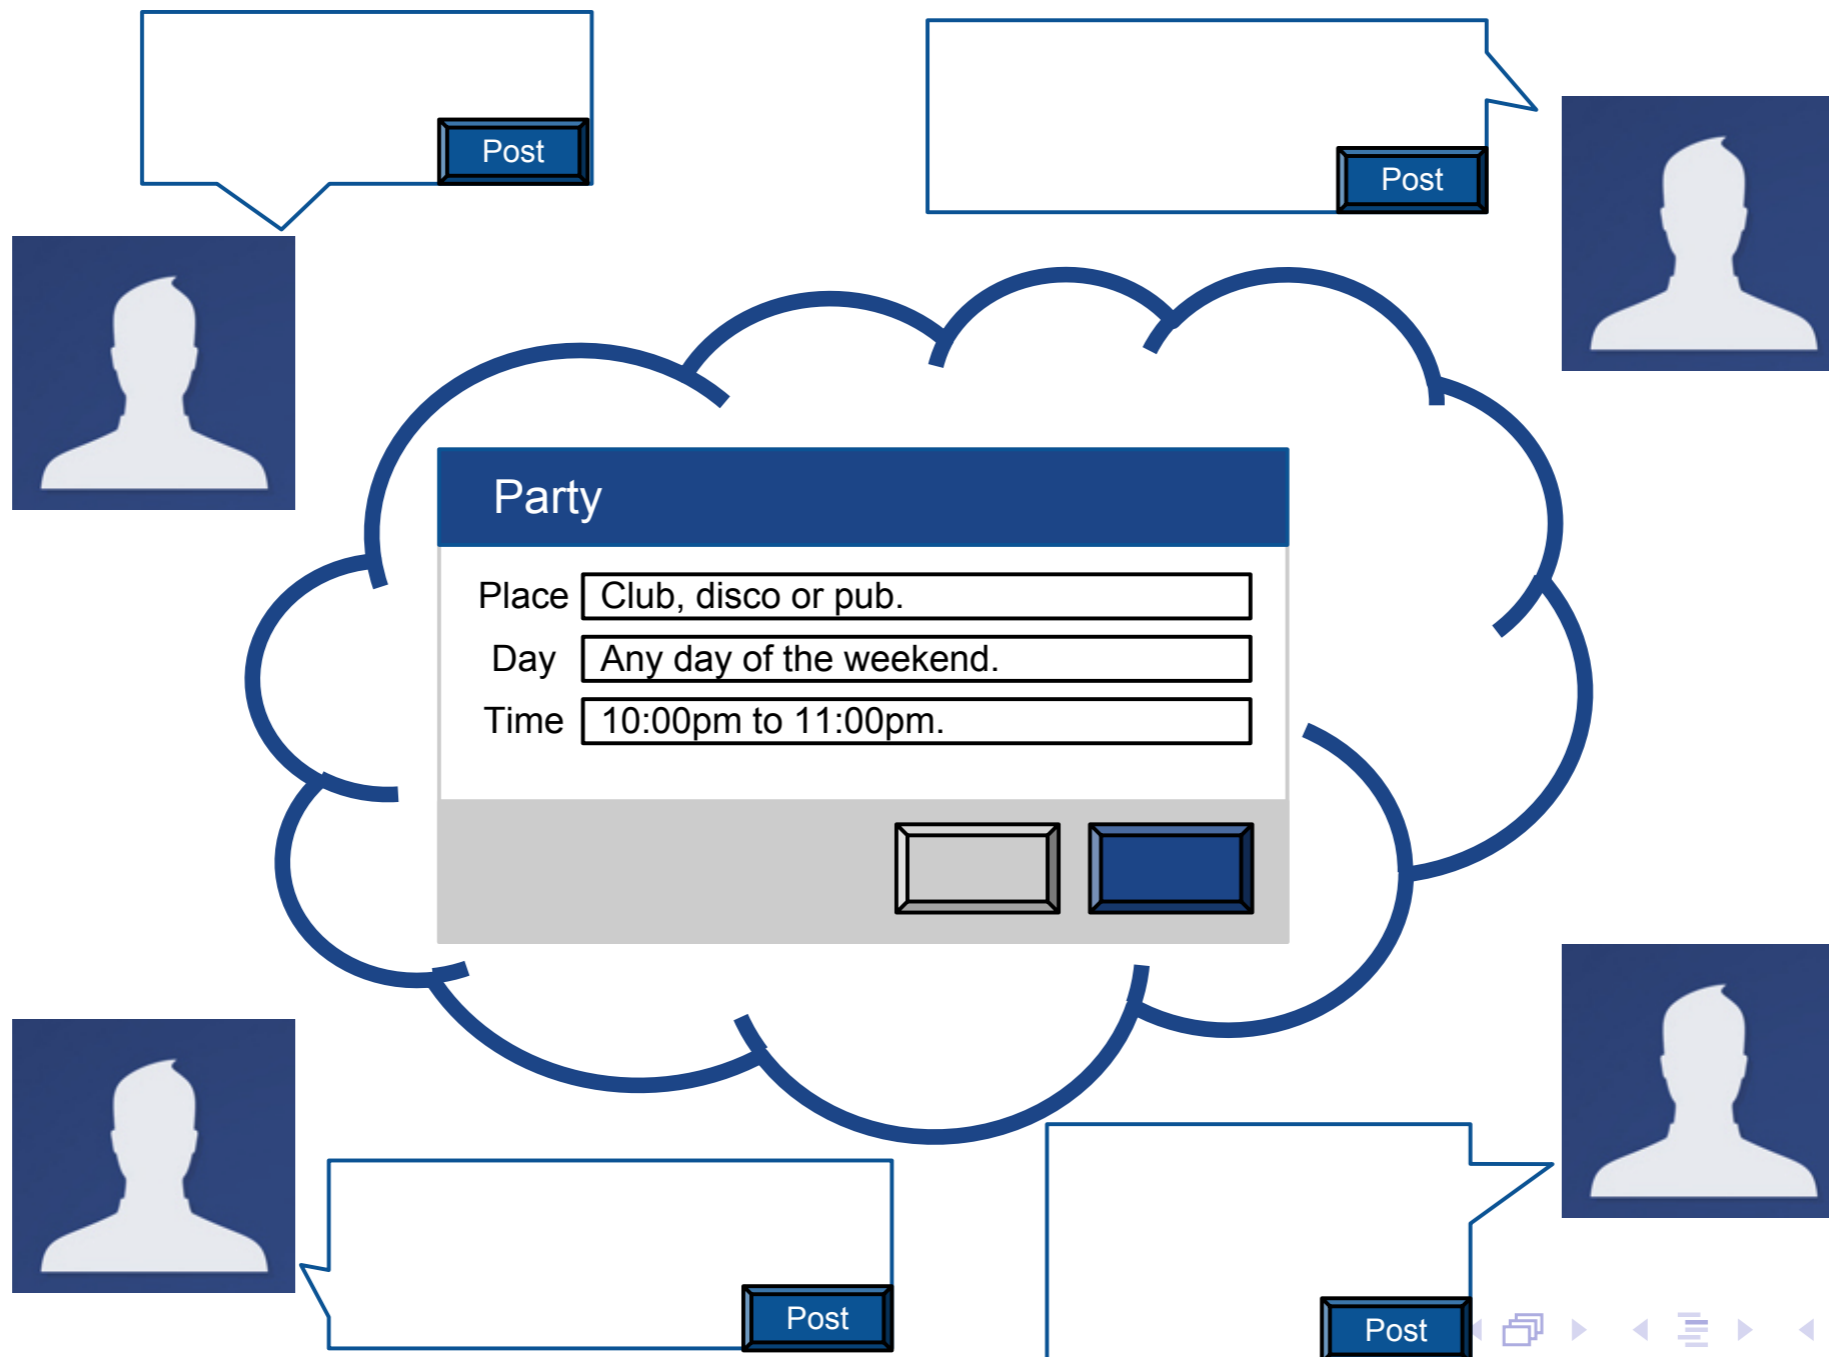 Post
Post
Party
Place Club, disco or pub.
Day Any day of the weekend.
Time 10:00pm to 11:00pm.
Post
Post